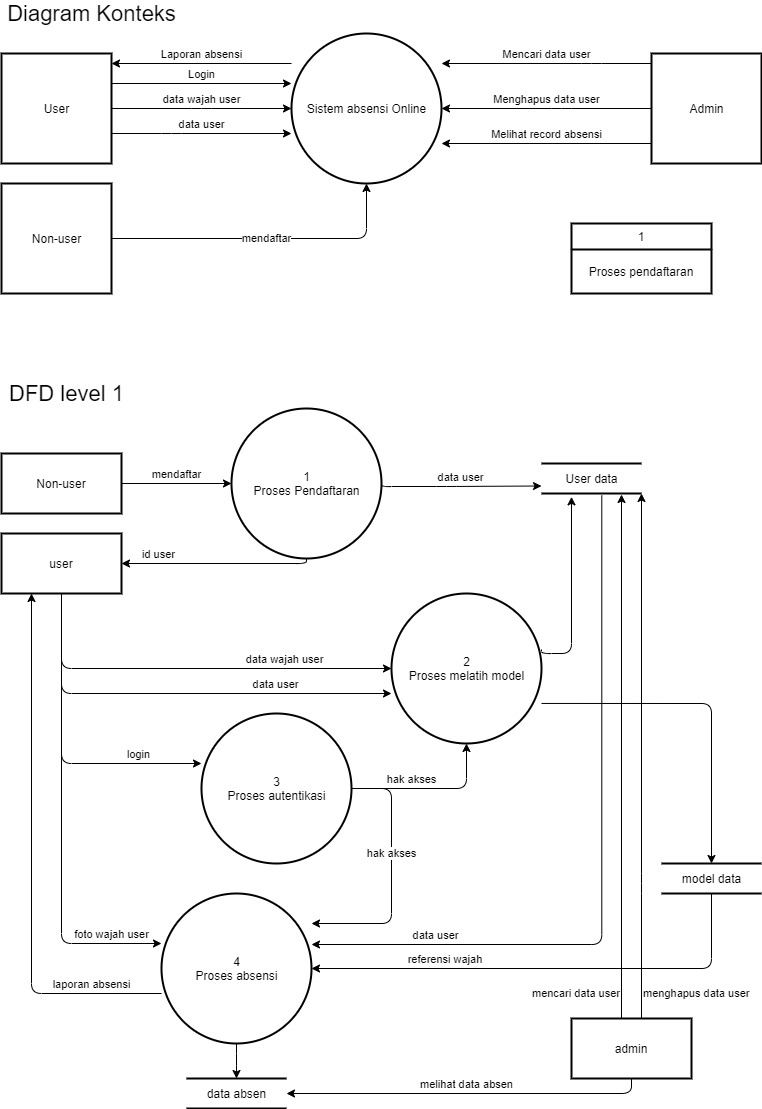 Diagram Konteks
Laporan absensi
Login
data wajah user
data user
User
Sistem absensi Online
Mencari data user
Menghapus data user
Melihat record absensi
Admin
Non-user
mendaftar
1
Proses pendaftaran
DFD level 1
Non-user
mendaftar
1
Proses Pendaftaran
data user
User data
user
id user
data wajah user
data user
2
Proses melatih model
login
3
Proses autentikasi
hak akses
hak akses
model data
foto wajah user
4
Proses absensi
data user
referensi wajah
laporan absensi
mencari data user
menghapus data user
admin
data absen
melihat data absen